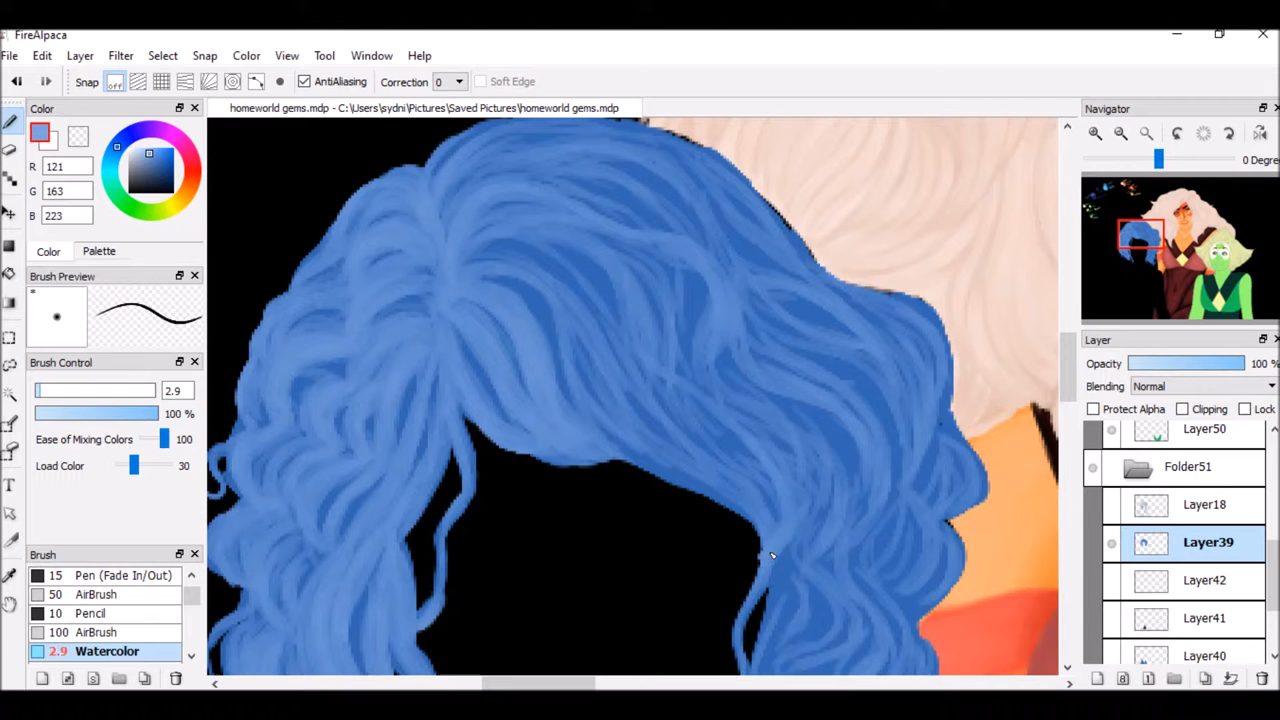 FireAlpaca
File Edit Layer Filter Select Snap Color View Tool Window Help
Snap off AntiAliasing Correction 0 Soft Edge
Color
homeworld gems.mdp - C:\Users\sydni\Pictures\Saved Pictures\homeworld gems.mdp
Navigator
R 121
G 163
B 223
0 Degree
Color Palette
Brush Preview
*
Brush Control
2.9
100 %
Ease of Mixing Colors 100
Load Color 30
Layer
Opacity 100 %
Blending Normal
Protect Alpha Clipping Lock
Layer50
Folder51
Layer18
Layer39
Layer42
Layer41
Layer40
Brush
15 Pen (Fade In/Out)
50 AirBrush
10 Pencil
100 AirBrush
2.9 Watercolor